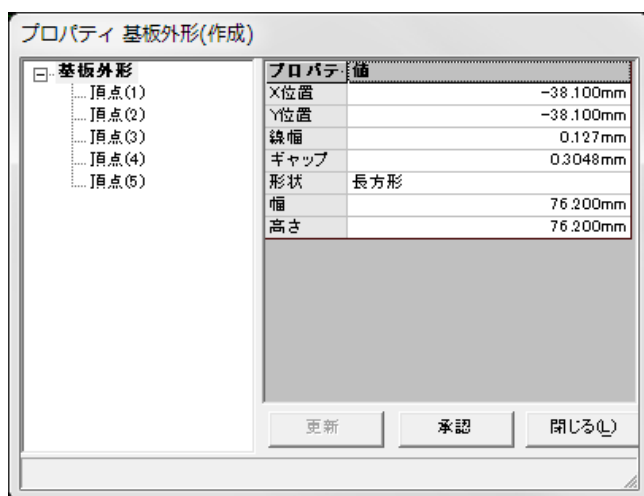 プロパティ 基板外形(作成)
基板外形
頂点(1)
頂点(2)
頂点(3)
頂点(4)
頂点(5)
プロパテ 値
X位置 -38.100mm
Y位置 -38.100mm
線幅 0.127mm
ギャップ 0.3048mm
形状 長方形
幅 76.200mm
高さ 76.200mm
更新 承認 閉じる(L)